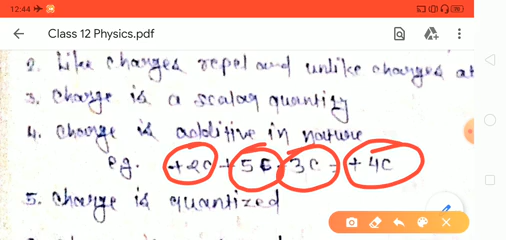 12:44
Class 12 Physics.pdf
2. Like charges repel and unlike charges at
3. Charge is a scalar quantity
4. Charge is additive in nature
eg. +2C +5C -3C = +4C
5. Charge is quantized